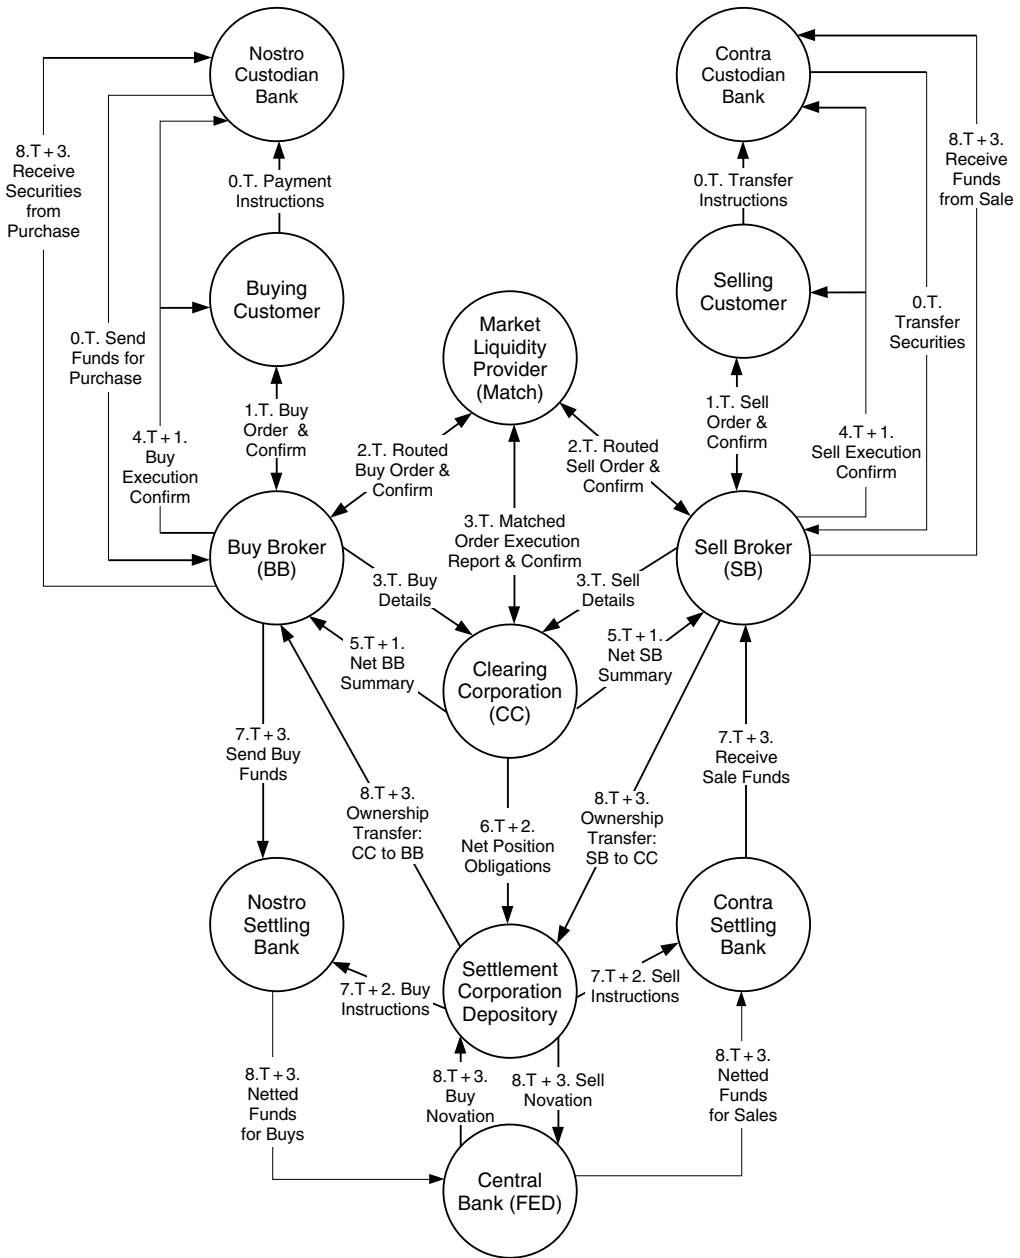 Nostro
Custodian
Bank
Contra
Custodian
Bank
8.T + 3.
Receive
Securities
from
Purchase
8.T + 3.
Receive
Funds
from Sale
0.T. Payment
Instructions
0.T. Transfer
Instructions
Buying
Customer
Selling
Customer
Market
Liquidity
Provider
(Match)
0.T. Send
Funds for
Purchase
0.T.
Transfer
Securities
1.T. Buy
Order &
Confirm
1.T. Sell
Order &
Confirm
4.T + 1.
Buy
Execution
Confirm
2.T. Routed
Buy Order &
Confirm
2.T. Routed
Sell Order &
Confirm
4.T + 1.
Sell Execution
Confirm
3.T. Matched
Order Execution
Report & Confirm
Buy Broker
(BB)
Sell Broker
(SB)
3.T. Buy
Details
3.T. Sell
Details
5.T + 1.
Net BB
Summary
5.T + 1.
Net SB
Summary
Clearing
Corporation
(CC)
7.T + 3.
Send Buy
Funds
7.T + 3.
Receive
Sale Funds
8.T + 3.
Ownership
Transfer:
CC to BB
6.T + 2.
Net Position
Obligations
8.T + 3.
Ownership
Transfer:
SB to CC
Nostro
Settling
Bank
Contra
Settling
Bank
Settlement
Corporation
Depository
7.T + 2. Buy
Instructions
7.T + 2. Sell
Instructions
8.T + 3.
Netted
Funds
for Buys
8.T + 3.
Buy
Novation
8.T + 3. Sell
Novation
8.T + 3.
Netted
Funds
for Sales
Central
Bank (FED)